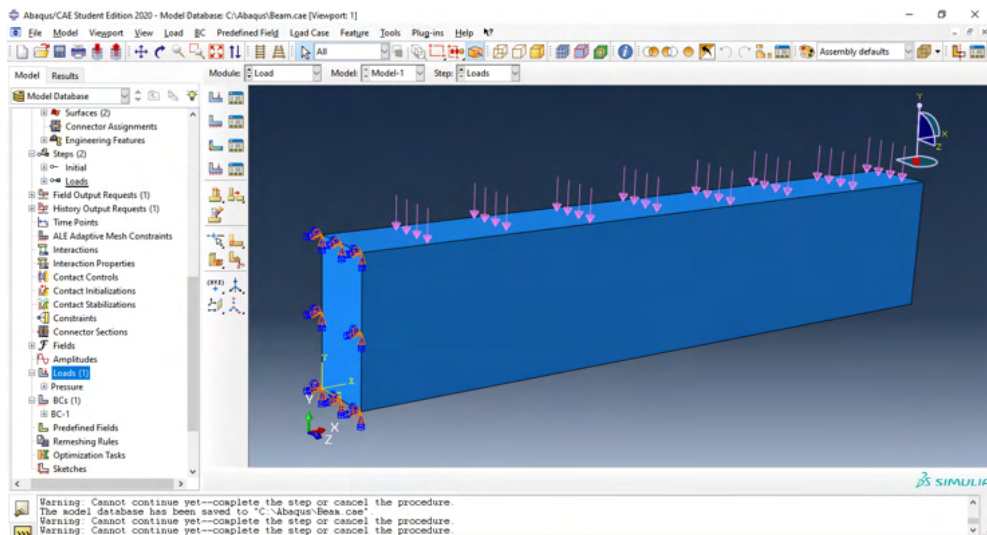 Abaqus/CAE Student Edition 2020 - Model Database: C:\Abaqus\Beam.cae [Viewport: 1]
File Model Viewport View Load BC Predefined Field Load Case Feature Tools Plug-ins Help
All
Assembly defaults
Model Results
Module: Load Model: Model-1 Step: Loads
Model Database
Surfaces (2)
Connector Assignments
Engineering Features
Steps (2)
Initial
Loads
Field Output Requests (1)
History Output Requests (1)
Time Points
ALE Adaptive Mesh Constraints
Interactions
Interaction Properties
Contact Controls
Contact Initializations
Contact Stabilizations
Constraints
Connector Sections
Fields
Amplitudes
Loads (1)
Pressure
BCs (1)
BC-1
Predefined Fields
Remeshing Rules
Optimization Tasks
Sketches
(XYZ)
Y
X
Z
Y
Y
X
Z
SIMULIA
Warning: Cannot continue yet--complete the step or cancel the procedure.
The model database has been saved to "C:\Abaqus\Beam.cae".
Warning: Cannot continue yet--complete the step or cancel the procedure.
Warning: Cannot continue yet--complete the step or cancel the procedure.